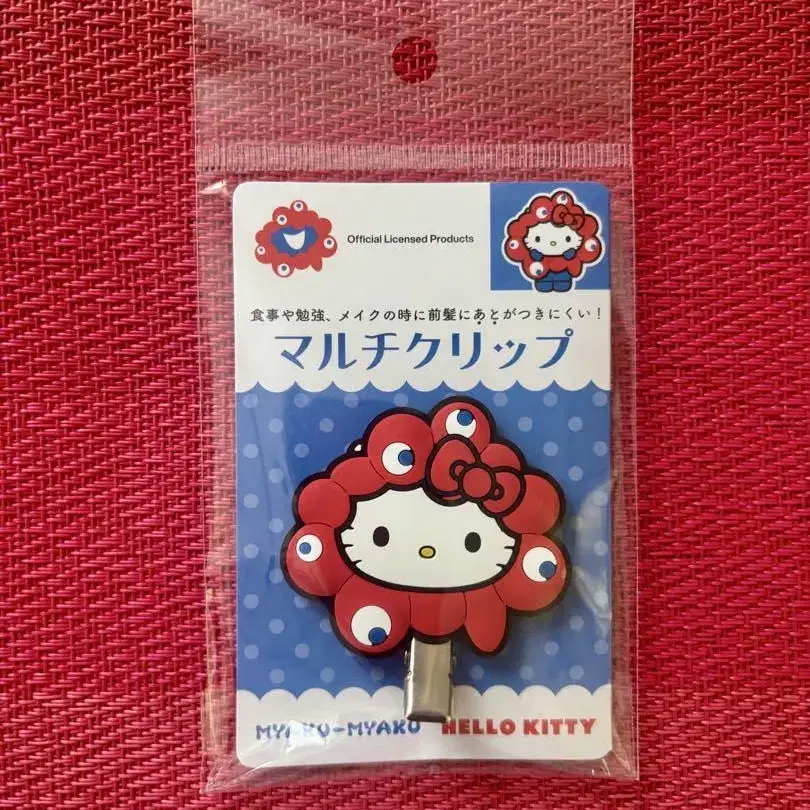 Official Licensed Products
食事や勉強、メイクの時に前髪にあとがつきにくい！
マルチクリップ
MYAKU-MYAKU HELLO KITTY